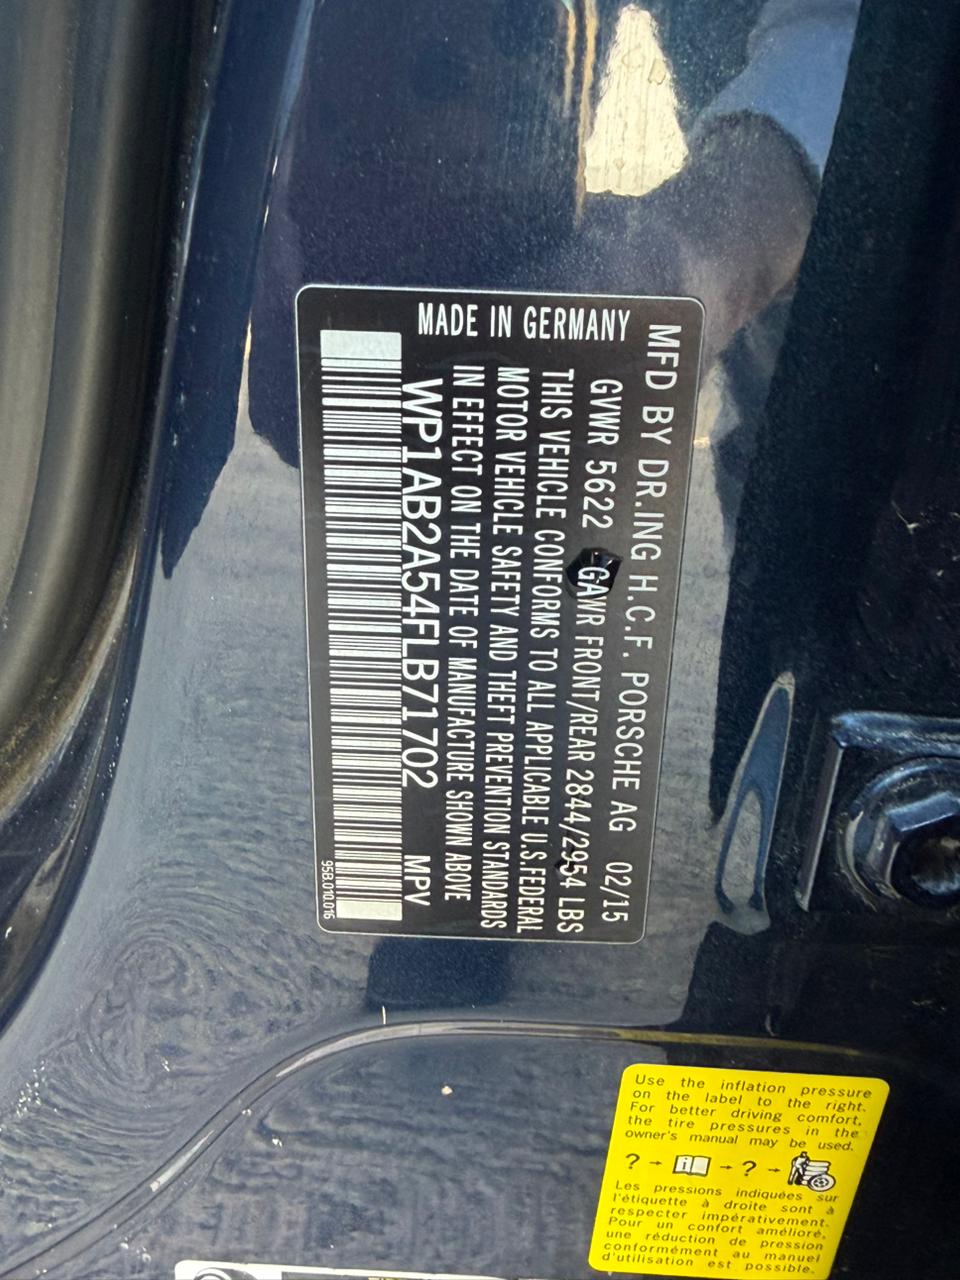 MFD BY DR.ING H.C.F. PORSCHE AG 02/15
GVWR 5622 GAWR FRONT/REAR 2844/2954 LBS
THIS VEHICLE CONFORMS TO ALL APPLICABLE U.S.FEDERAL
MOTOR VEHICLE SAFETY AND THEFT PREVENTION STANDARDS
IN EFFECT ON THE DATE OF MANUFACTURE SHOWN ABOVE
WP1AB2A54FLB71702 MPV
95B.010.016
MADE IN GERMANY
Use the inflation pressure
on the label to the right.
For better driving comfort,
the tire pressures in the
owner's manual may be used.
? → i → ? →
Les pressions indiquées sur
l'étiquette à droite sont à
respecter impérativement.
Pour un confort amélioré,
une réduction de pression
conformément au manuel
d'utilisation est possible.